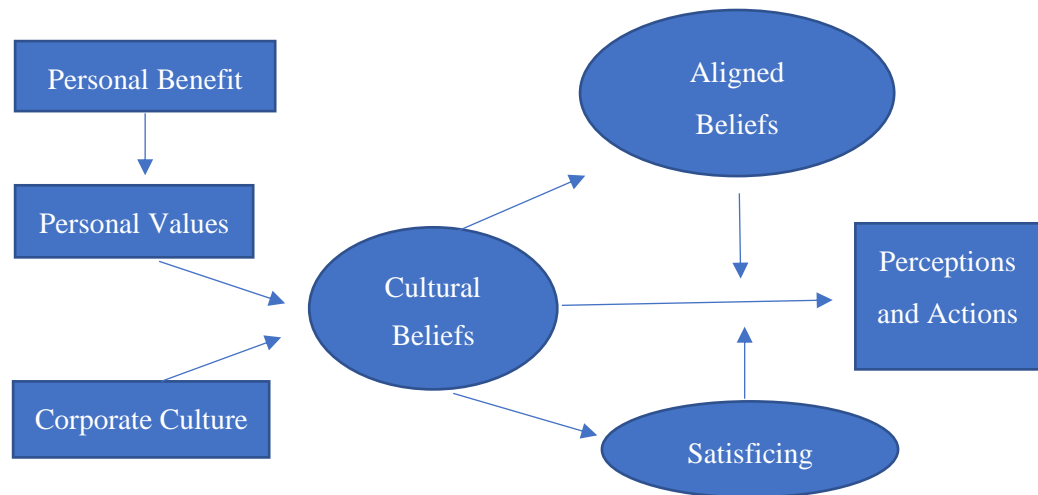 Personal Benefit
Personal Values
Corporate Culture
Cultural
Beliefs
Aligned
Beliefs
Satisficing
Perceptions
and Actions